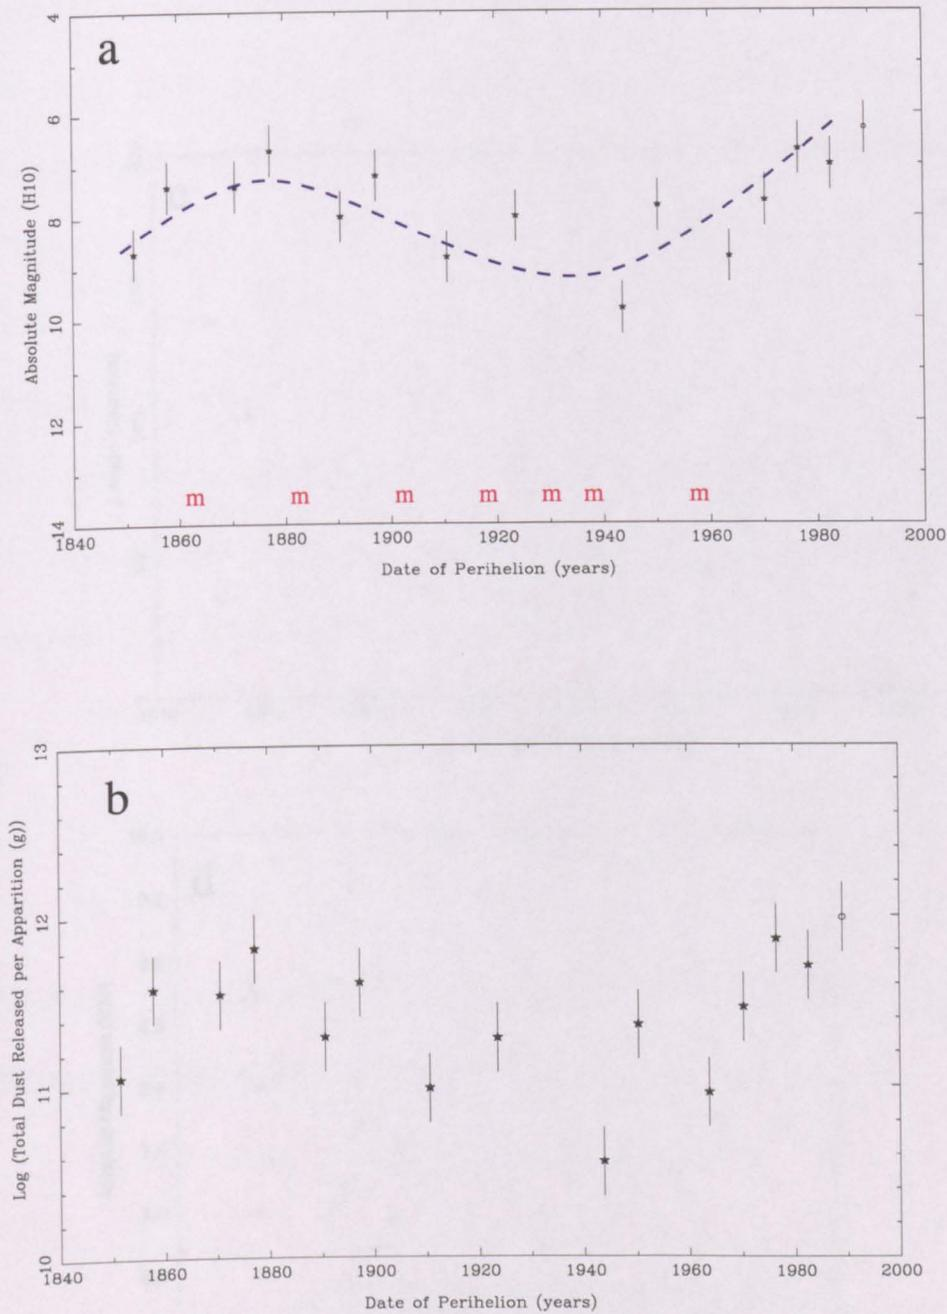 a
4
6
8
10
12
14
Absolute Magnitude (H10)
m m m m m m m
1840 1860 1880 1900 1920 1940 1960 1980 2000
Date of Perihelion (years)
b
13
12
11
10
Log (Total Dust Released per Apparition (g))
1840 1860 1880 1900 1920 1940 1960 1980 2000
Date of Perihelion (years)